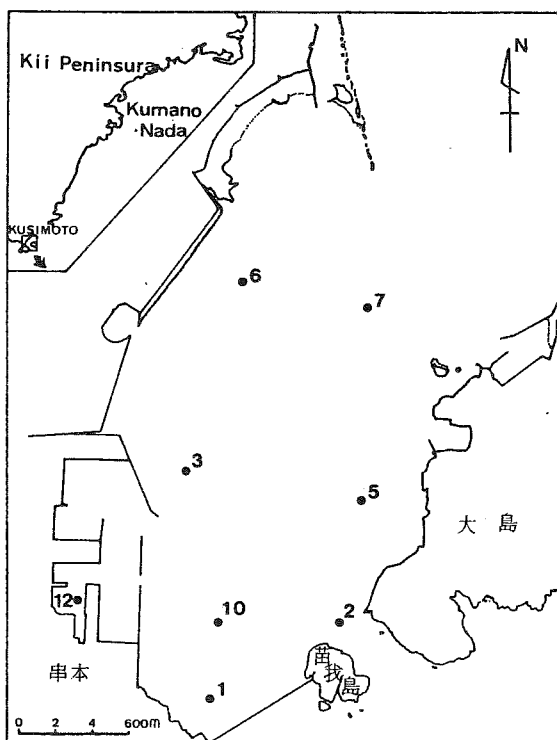 Kii Peninsura
Kumano
Nada
KUSIMOTO
N
6
7
3
5
大島
12
10
2
苗我島
串本
1
0 2 4 600m